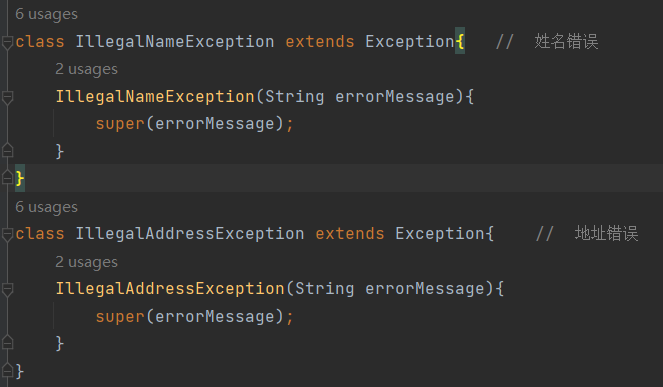 6 usages
class IllegalNameException extends Exception{   //  姓名错误
2 usages
IllegalNameException(String errorMessage){
super(errorMessage);
}
}
6 usages
class IllegalAddressException extends Exception{    //  地址错误
2 usages
IllegalAddressException(String errorMessage){
super(errorMessage);
}
}